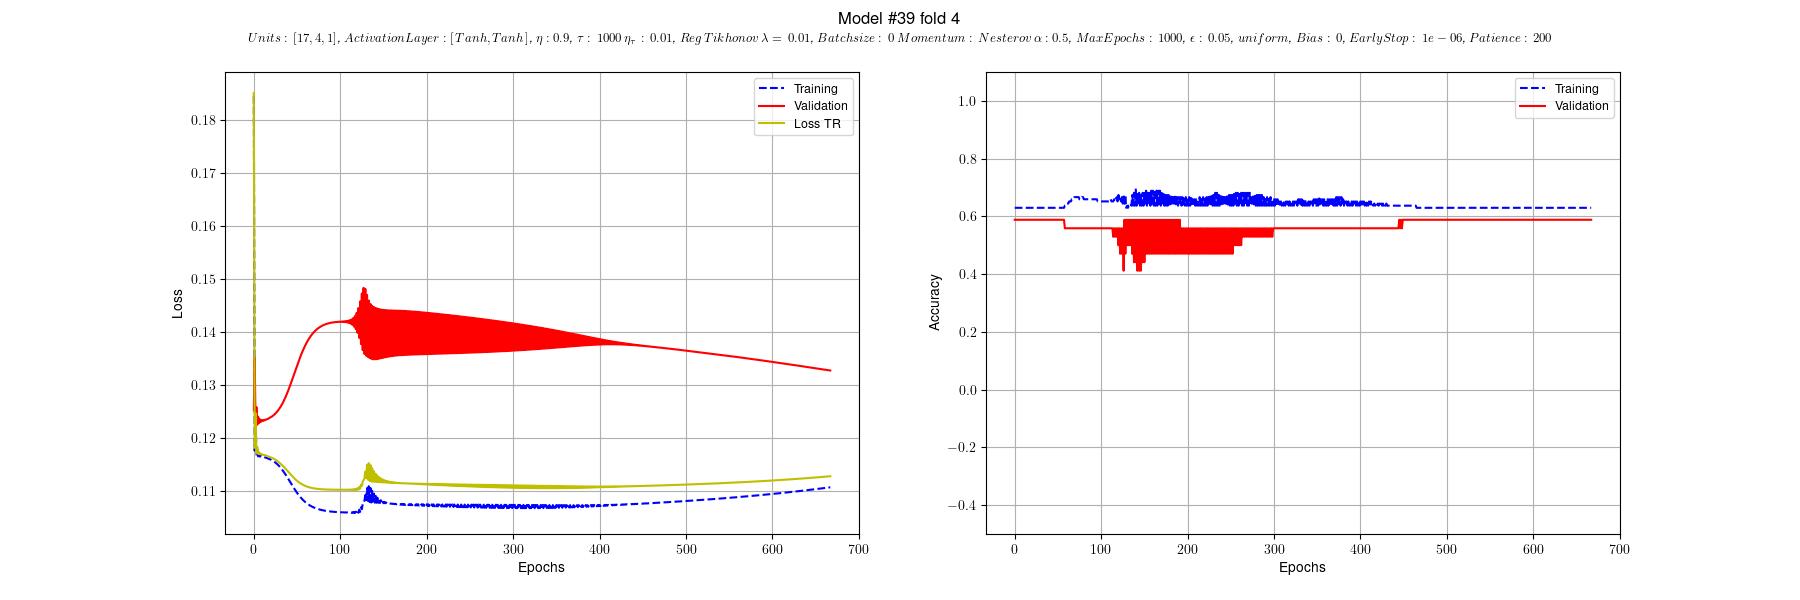 Model #39 fold 4
Units : [17, 4, 1], ActivationLayer : [Tanh, Tanh], η : 0.9, τ : 1000 ητ : 0.01, Reg Tikhonov λ = 0.01, Batchsize : 0 Momentum : Nesterov α : 0.5, MaxEpochs : 1000, ϵ : 0.05, uniform, Bias : 0, EarlyStop : 1e − 06, Patience : 200
Training
Validation
Loss TR
0.18
0.17
0.16
0.15
0.14
0.13
0.12
0.11
Loss
0 100 200 300 400 500 600 700
Epochs
Training
Validation
1.0
0.8
0.6
0.4
0.2
0.0
−0.2
−0.4
Accuracy
0 100 200 300 400 500 600 700
Epochs